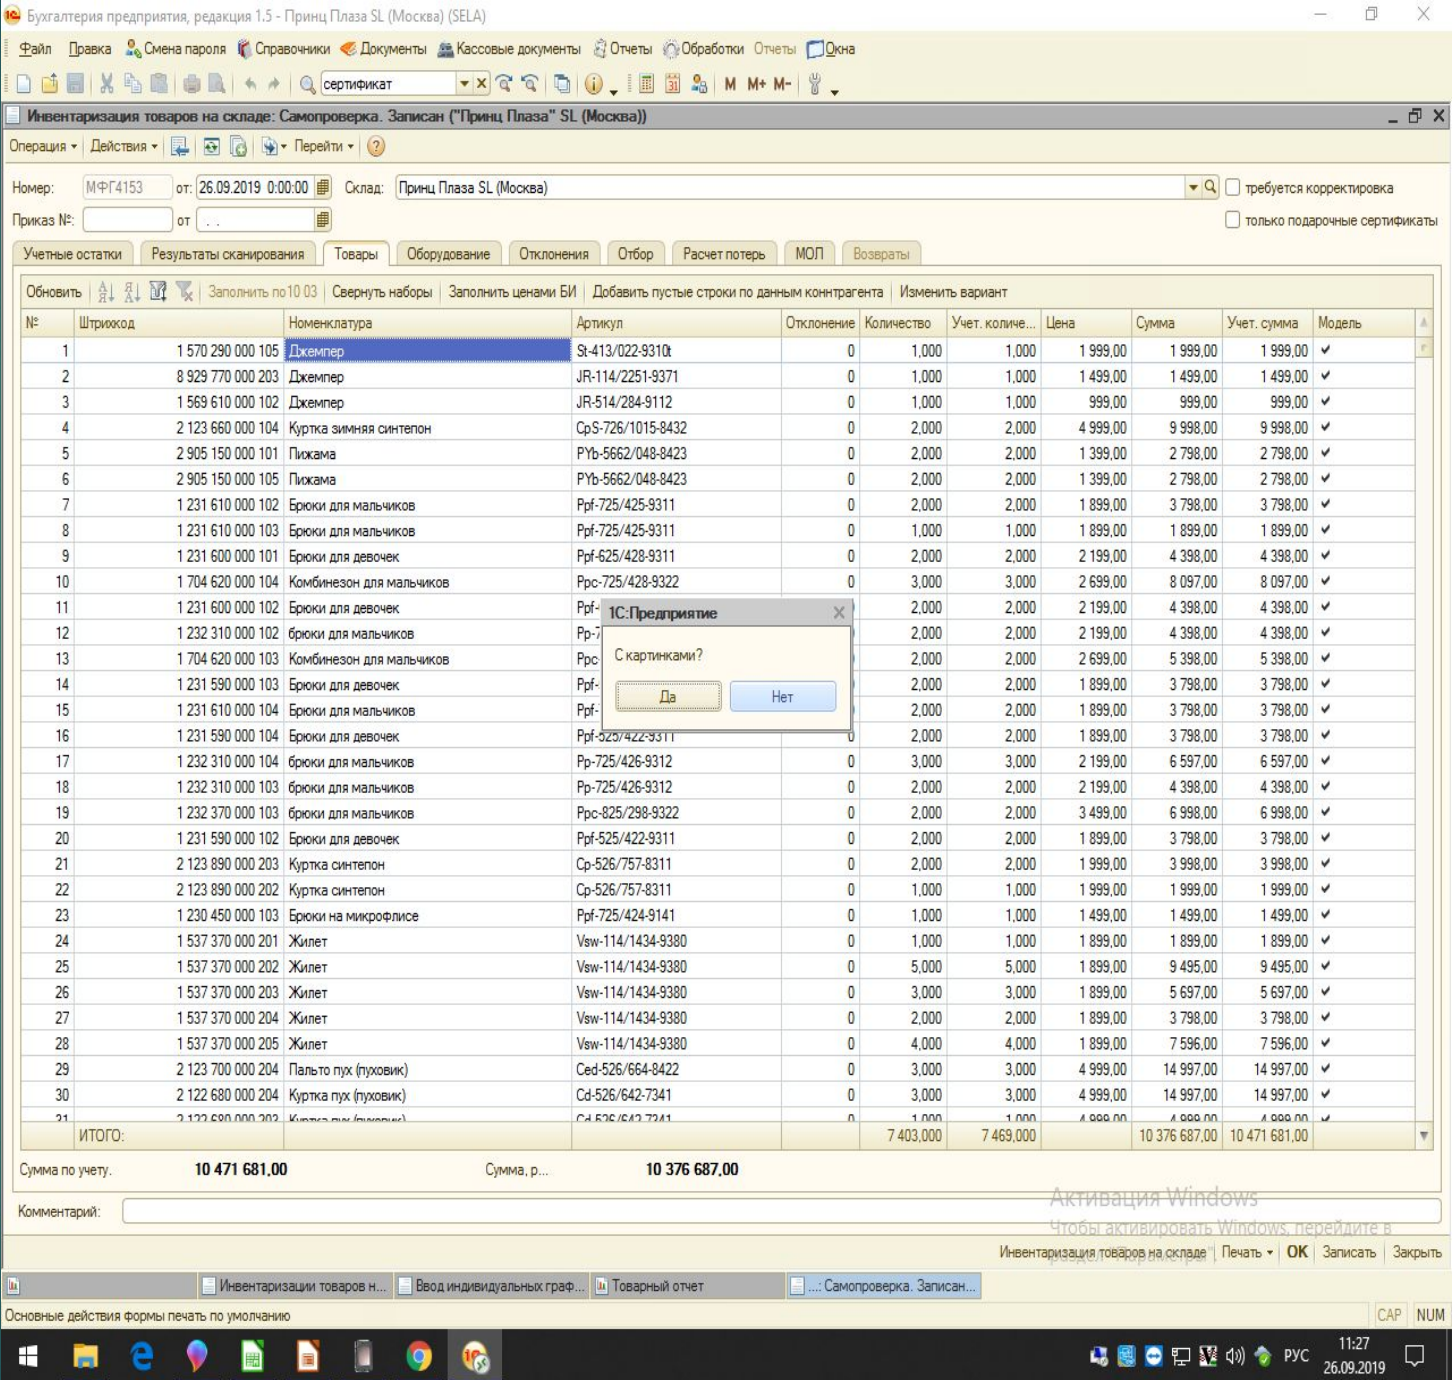 Бухгалтерия предприятия, редакция 1.5 - Принц Плаза SL (Москва) (SELA)
Файл Правка Смена пароля Справочники Документы Кассовые документы Отчеты Обработки Отчеты Окна
сертификат M M+ M-
Инвентаризация товаров на складе: Самопроверка. Записан ("Принц Плаза" SL (Москва))
Операция Действия Перейти
Номер: МФГ4153 от: 26.09.2019 0:00:00 Склад: Принц Плаза SL (Москва) требуется корректировка
Приказ №: от . . только подарочные сертификаты
Учетные остатки Результаты сканирования Товары Оборудование Отклонения Отбор Расчет потерь МОЛ Возвраты
Обновить Заполнить по 10 03 Свернуть наборы Заполнить ценами БИ Добавить пустые строки по данным коннтрагента Изменить вариант
№ Штрихкод Номенклатура Артикул Отклонение Количество Учет. количе... Цена Сумма Учет. сумма Модель
1 1 570 290 000 105 Джемпер St-413/022-9310t 0 1,000 1,000 1 999,00 1 999,00 1 999,00
2 8 929 770 000 203 Джемпер JR-114/2251-9371 0 1,000 1,000 1 499,00 1 499,00 1 499,00
3 1 569 610 000 102 Джемпер JR-514/284-9112 0 1,000 1,000 999,00 999,00 999,00
4 2 123 660 000 104 Куртка зимняя синтепон CpS-726/1015-8432 0 2,000 2,000 4 999,00 9 998,00 9 998,00
5 2 905 150 000 101 Пижама PYb-5662/048-8423 0 2,000 2,000 1 399,00 2 798,00 2 798,00
6 2 905 150 000 105 Пижама PYb-5662/048-8423 0 2,000 2,000 1 399,00 2 798,00 2 798,00
7 1 231 610 000 102 Брюки для мальчиков Ppf-725/425-9311 0 2,000 2,000 1 899,00 3 798,00 3 798,00
8 1 231 610 000 103 Брюки для мальчиков Ppf-725/425-9311 0 1,000 1,000 1 899,00 1 899,00 1 899,00
9 1 231 600 000 101 Брюки для девочек Ppf-625/428-9311 0 2,000 2,000 2 199,00 4 398,00 4 398,00
10 1 704 620 000 104 Комбинезон для мальчиков Ppc-725/428-9322 0 3,000 3,000 2 699,00 8 097,00 8 097,00
11 1 231 600 000 102 Брюки для девочек Ppf- 2,000 2,000 2 199,00 4 398,00 4 398,00
12 1 232 310 000 102 брюки для мальчиков Pp-7 2,000 2,000 2 199,00 4 398,00 4 398,00
13 1 704 620 000 103 Комбинезон для мальчиков Ppc- 2,000 2,000 2 699,00 5 398,00 5 398,00
14 1 231 590 000 103 Брюки для девочек Ppf- 2,000 2,000 1 899,00 3 798,00 3 798,00
15 1 231 610 000 104 Брюки для мальчиков Ppf- 2,000 2,000 1 899,00 3 798,00 3 798,00
16 1 231 590 000 104 Брюки для девочек Ppf-525/422-9311 0 2,000 2,000 1 899,00 3 798,00 3 798,00
17 1 232 310 000 104 брюки для мальчиков Pp-725/426-9312 0 3,000 3,000 2 199,00 6 597,00 6 597,00
18 1 232 310 000 103 брюки для мальчиков Pp-725/426-9312 0 2,000 2,000 2 199,00 4 398,00 4 398,00
19 1 232 370 000 103 брюки для мальчиков Ppc-825/298-9322 0 2,000 2,000 3 499,00 6 998,00 6 998,00
20 1 231 590 000 102 Брюки для девочек Ppf-525/422-9311 0 2,000 2,000 1 899,00 3 798,00 3 798,00
21 2 123 890 000 203 Куртка синтепон Cp-526/757-8311 0 2,000 2,000 1 999,00 3 998,00 3 998,00
22 2 123 890 000 202 Куртка синтепон Cp-526/757-8311 0 1,000 1,000 1 999,00 1 999,00 1 999,00
23 1 230 450 000 103 Брюки на микрофлисе Ppf-725/424-9141 0 1,000 1,000 1 499,00 1 499,00 1 499,00
24 1 537 370 000 201 Жилет Vsw-114/1434-9380 0 1,000 1,000 1 899,00 1 899,00 1 899,00
25 1 537 370 000 202 Жилет Vsw-114/1434-9380 0 5,000 5,000 1 899,00 9 495,00 9 495,00
26 1 537 370 000 203 Жилет Vsw-114/1434-9380 0 3,000 3,000 1 899,00 5 697,00 5 697,00
27 1 537 370 000 204 Жилет Vsw-114/1434-9380 0 2,000 2,000 1 899,00 3 798,00 3 798,00
28 1 537 370 000 205 Жилет Vsw-114/1434-9380 0 4,000 4,000 1 899,00 7 596,00 7 596,00
29 2 123 700 000 204 Пальто пух (пуховик) Ced-526/664-8422 0 3,000 3,000 4 999,00 14 997,00 14 997,00
30 2 122 680 000 204 Куртка пух (пуховик) Cd-526/642-7341 0 3,000 3,000 4 999,00 14 997,00 14 997,00
31 2 122 680 000 203 Куртка пух (пуховик) Cd-526/642-7341 0 1,000 1,000 4 999,00 4 999,00 4 999,00
1С:Предприятие
С картинками?
Да Нет
ИТОГО: 7 403,000 7 469,000 10 376 687,00 10 471 681,00
Сумма по учету. 10 471 681,00 Сумма, р... 10 376 687,00
Активация Windows
Комментарий:
Чтобы активировать Windows, перейдите в
раздел "Параметры".
Инвентаризация товаров на складе Печать OK Записать Закрыть
Инвентаризации товаров н... Ввод индивидуальных граф... Товарный отчет ...: Самопроверка. Записан...
Основные действия формы печать по умолчанию CAP NUM
РУС 11:27
26.09.2019